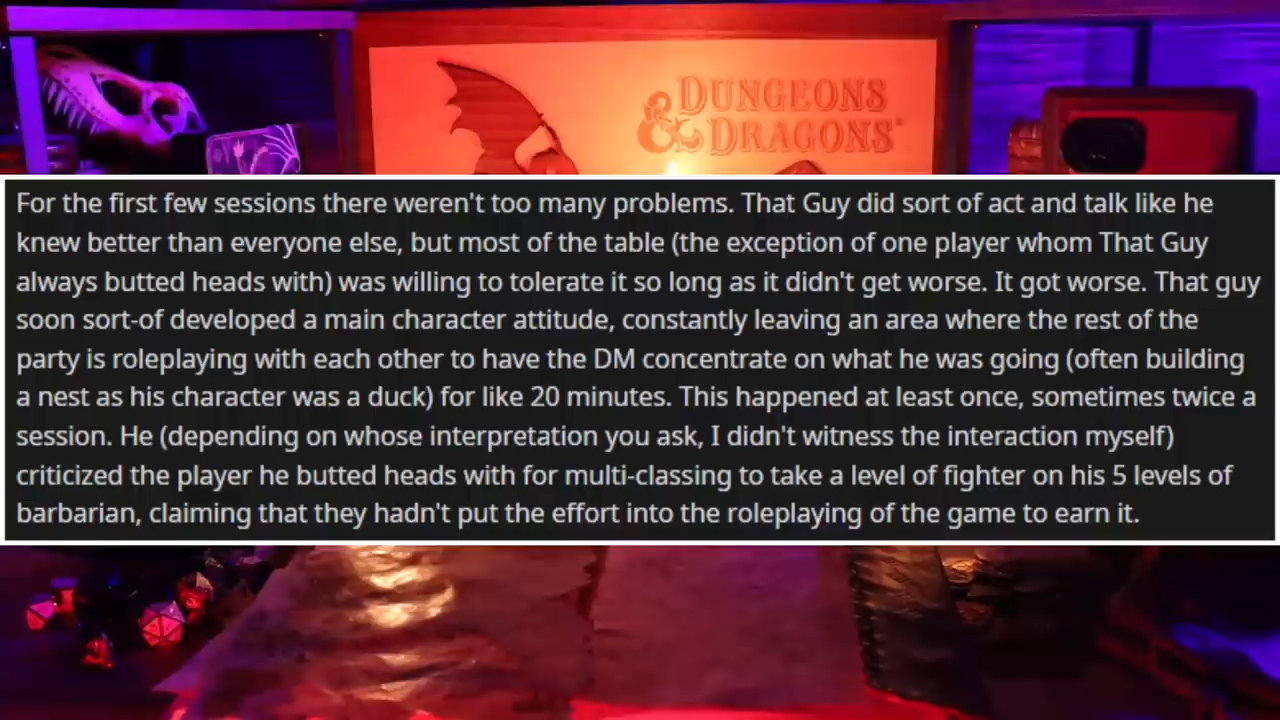 DUNGEONS
& DRAGONS
For the first few sessions there weren't too many problems. That Guy did sort of act and talk like he
knew better than everyone else, but most of the table (the exception of one player whom That Guy
always butted heads with) was willing to tolerate it so long as it didn't get worse. It got worse. That guy
soon sort-of developed a main character attitude, constantly leaving an area where the rest of the
party is roleplaying with each other to have the DM concentrate on what he was going (often building
a nest as his character was a duck) for like 20 minutes. This happened at least once, sometimes twice a
session. He (depending on whose interpretation you ask, I didn't witness the interaction myself)
criticized the player he butted heads with for multi-classing to take a level of fighter on his 5 levels of
barbarian, claiming that they hadn't put the effort into the roleplaying of the game to earn it.